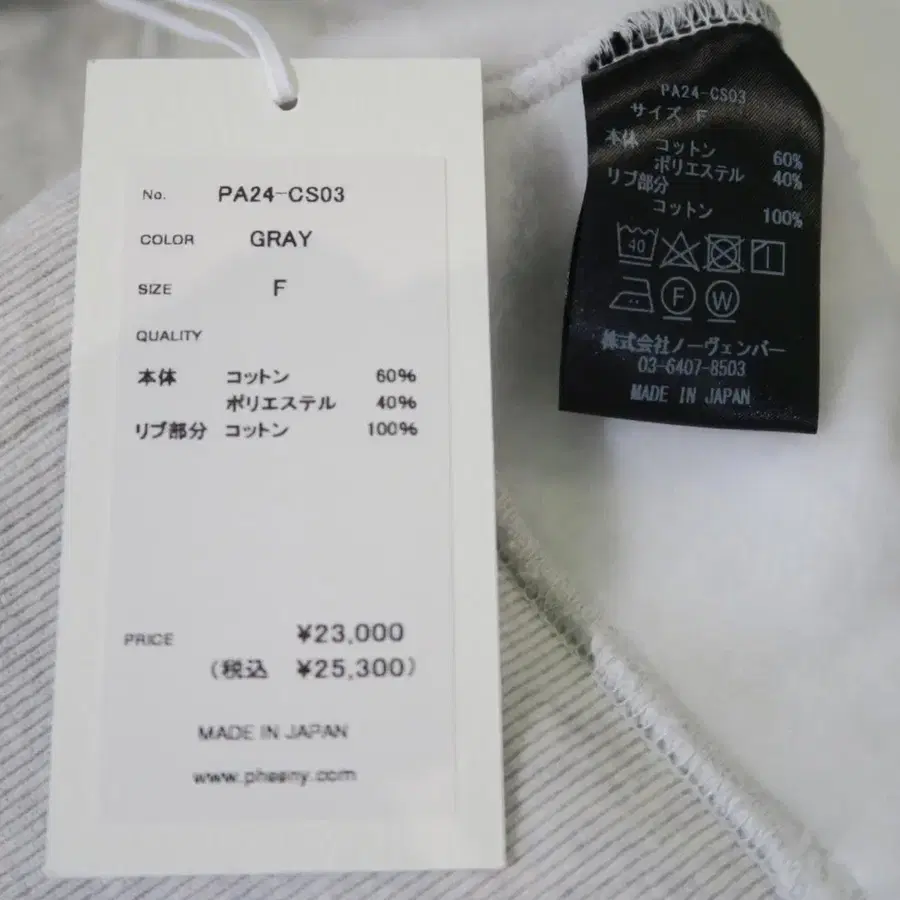 No. PA24-CS03
COLOR GRAY
SIZE F
QUALITY
本体 コットン 60%
ポリエステル 40%
リブ部分 コットン 100%
PRICE ¥23,000
(税込 ¥25,300)
MADE IN JAPAN
www.pheeny.com
PA24-CS03
サイズ F
本体 コットン 60%
ポリエステル 40%
リブ部分
コットン 100%
40
F W
株式会社ノーヴェンバー
03-6407-8503
MADE IN JAPAN